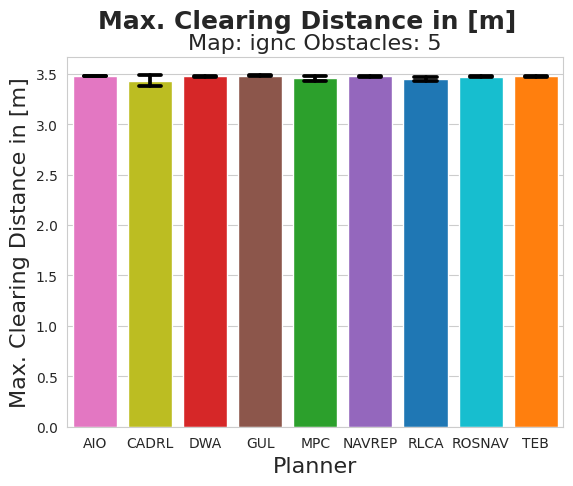 Max. Clearing Distance in [m]
Map: ignc Obstacles: 5
Max. Clearing Distance in [m]
3.5
3.0
2.5
2.0
1.5
1.0
0.5
0.0
AIO CADRL DWA GUL MPC NAVREP RLCA ROSNAV TEB
Planner